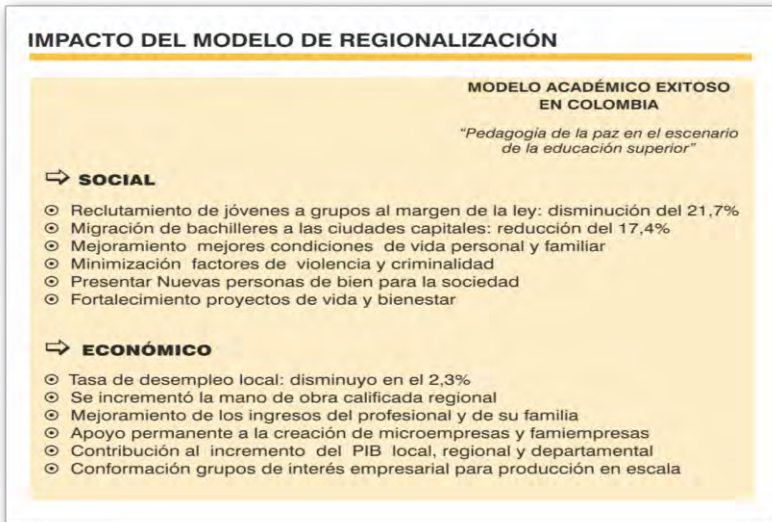 IMPACTO DEL MODELO DE REGIONALIZACIÓN
MODELO ACADÉMICO EXITOSO
EN COLOMBIA
"Pedagogía de la paz en el escenario
de la educación superior"
SOCIAL
Reclutamiento de jóvenes a grupos al margen de la ley: disminución del 21,7%
Migración de bachilleres a las ciudades capitales: reducción del 17,4%
Mejoramiento mejores condiciones de vida personal y familiar
Minimización factores de violencia y criminalidad
Presentar Nuevas personas de bien para la sociedad
Fortalecimiento proyectos de vida y bienestar
ECONÓMICO
Tasa de desempleo local: disminuyo en el 2,3%
Se incrementó la mano de obra calificada regional
Mejoramiento de los ingresos del profesional y de su familia
Apoyo permanente a la creación de microempresas y famiempresas
Contribución al incremento del PIB local, regional y departamental
Conformación grupos de interés empresarial para producción en escala